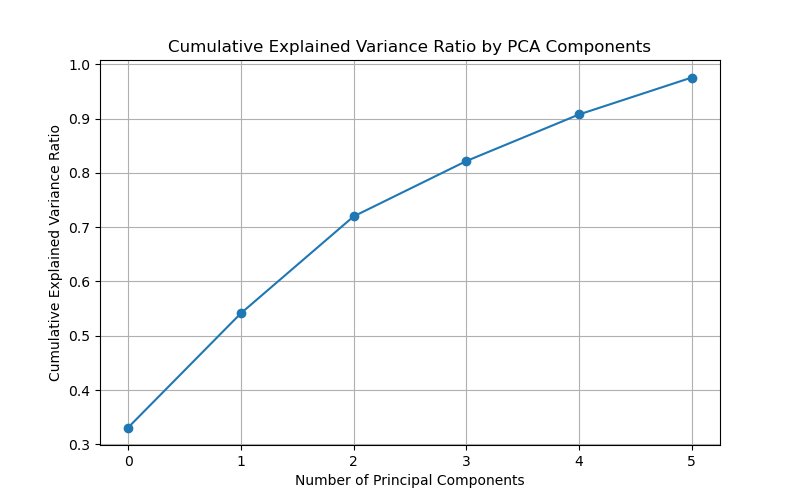 Cumulative Explained Variance Ratio by PCA Components
1.0
0.9
0.8
0.7
0.6
0.5
0.4
0.3
Cumulative Explained Variance Ratio
0 1 2 3 4 5
Number of Principal Components